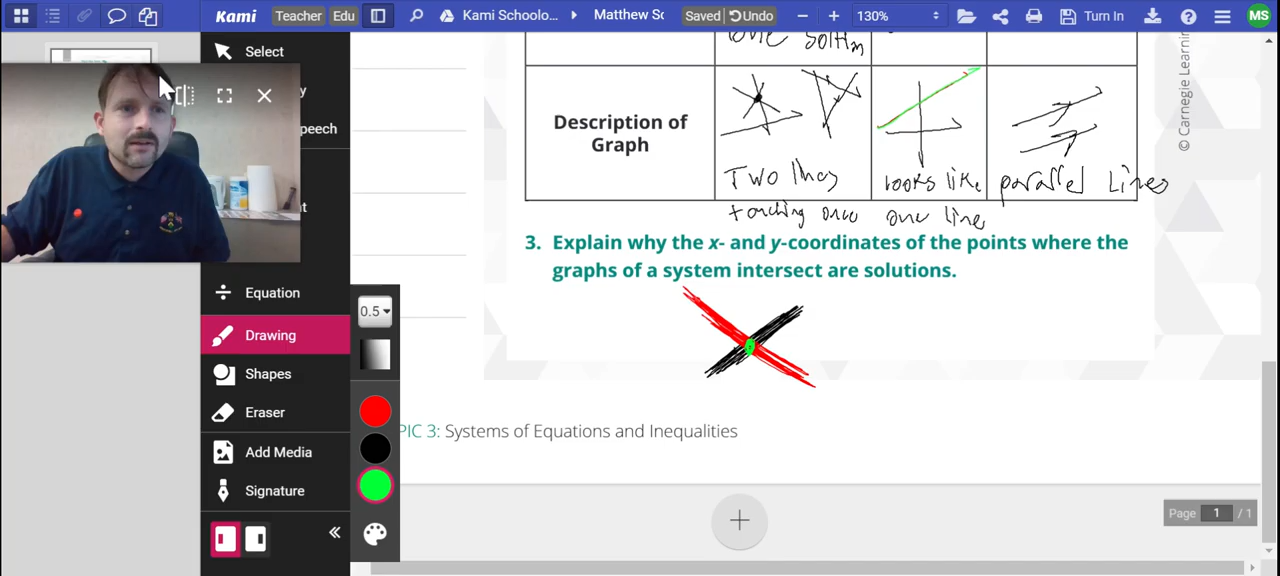 Kami
Teacher
Edu
Kami Schoolo...
Matthew Sc
Saved
Undo
130%
Turn In
MS
Select
peech
Equation
Drawing
Shapes
Eraser
Add Media
Signature
0.5
Description of
Graph
Two lines
touching once
looks like
one line
parallel Lines
3. Explain why the x- and y-coordinates of the points where the
graphs of a system intersect are solutions.
PIC 3: Systems of Equations and Inequalities
© Carnegie Learnin
Page 1 / 1